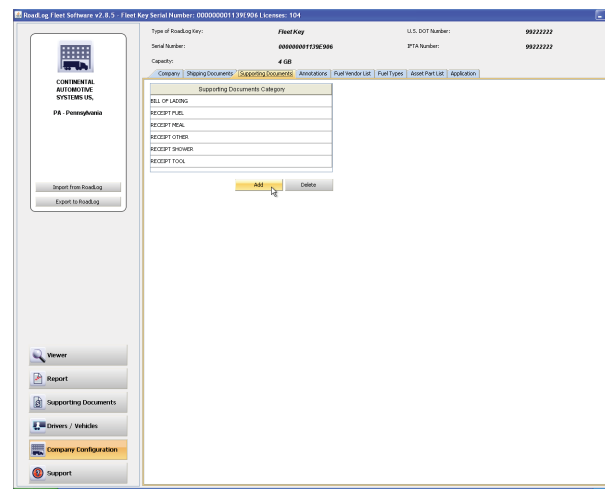 RoadLog Fleet Software v2.8.5 - Fleet Key Serial Number: 000000001139E906 Licenses: 104
Type of RoadLog Key: Fleet Key U.S. DOT Number: 99222222
Serial Number: 000000001139E906 IFTA Number: 99222222
Capacity: 4 GB
Company Shipping Documents Supporting Documents Annotations Fuel Vendor List Fuel Types Asset Part List Application
CONTINENTAL
AUTOMOTIVE
SYSTEMS US,
PA - Pennsylvania
Import from RoadLog
Export to RoadLog
Supporting Documents Category
BILL OF LADING
RECEIPT FUEL
RECEIPT MEAL
RECEIPT OTHER
RECEIPT SHOWER
RECEIPT TOOL
Add Delete
Viewer
Report
Supporting Documents
Drivers / Vehicles
Company Configuration
Support